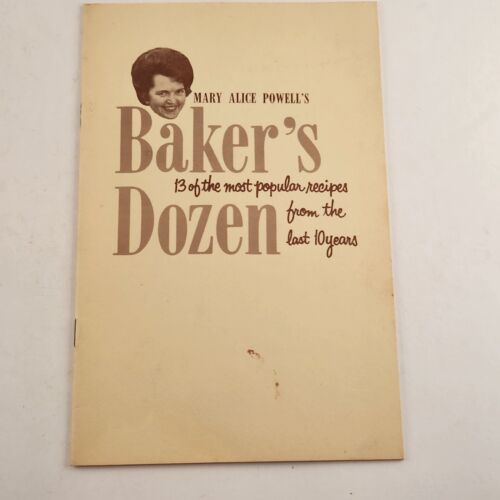 MARY ALICE POWELL'S
Baker's
13 of the most popular recipes
Dozen
from the
last 10 years